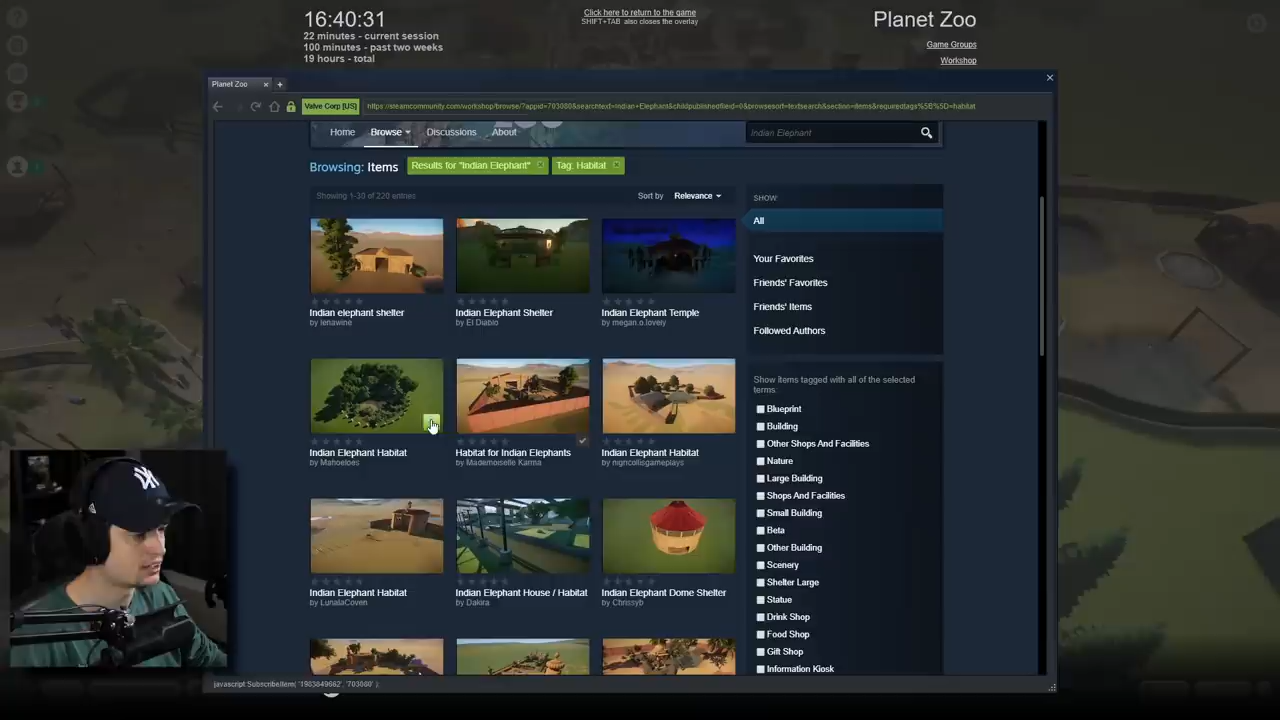 16:40:31
22 minutes - current session
100 minutes - past two weeks
19 hours - total
Click here to return to the game
SHIFT+TAB also closes the overlay
Planet Zoo
Game Groups
Workshop
Planet Zoo
Valve Corp [US]
Home
Browse
Discussions
About
Indian Elephant
Browsing: Items
Results for "Indian Elephant"
Tag: Habitat
Showing 1-30 of 220 entries
Sort by
Relevance
Indian elephant shelter
by lenawine
Indian Elephant Shelter
by El Diablo
Indian Elephant Temple
by megan.o.lovely
Indian Elephant Habitat
by Mahoeloes
Habitat for Indian Elephants
by Mademoiselle Karma
Indian Elephant Habitat
by nigricollisgameplays
Indian Elephant Habitat
by LunalaCoven
Indian Elephant House / Habitat
by Dakira
Indian Elephant Dome Shelter
by Chrissyb
SHOW:
All
Your Favorites
Friends' Favorites
Friends' Items
Followed Authors
Show items tagged with all of the selected
terms:
Blueprint
Building
Other Shops And Facilities
Nature
Large Building
Shops And Facilities
Small Building
Beta
Other Building
Scenery
Shelter Large
Statue
Drink Shop
Food Shop
Gift Shop
Information Kiosk